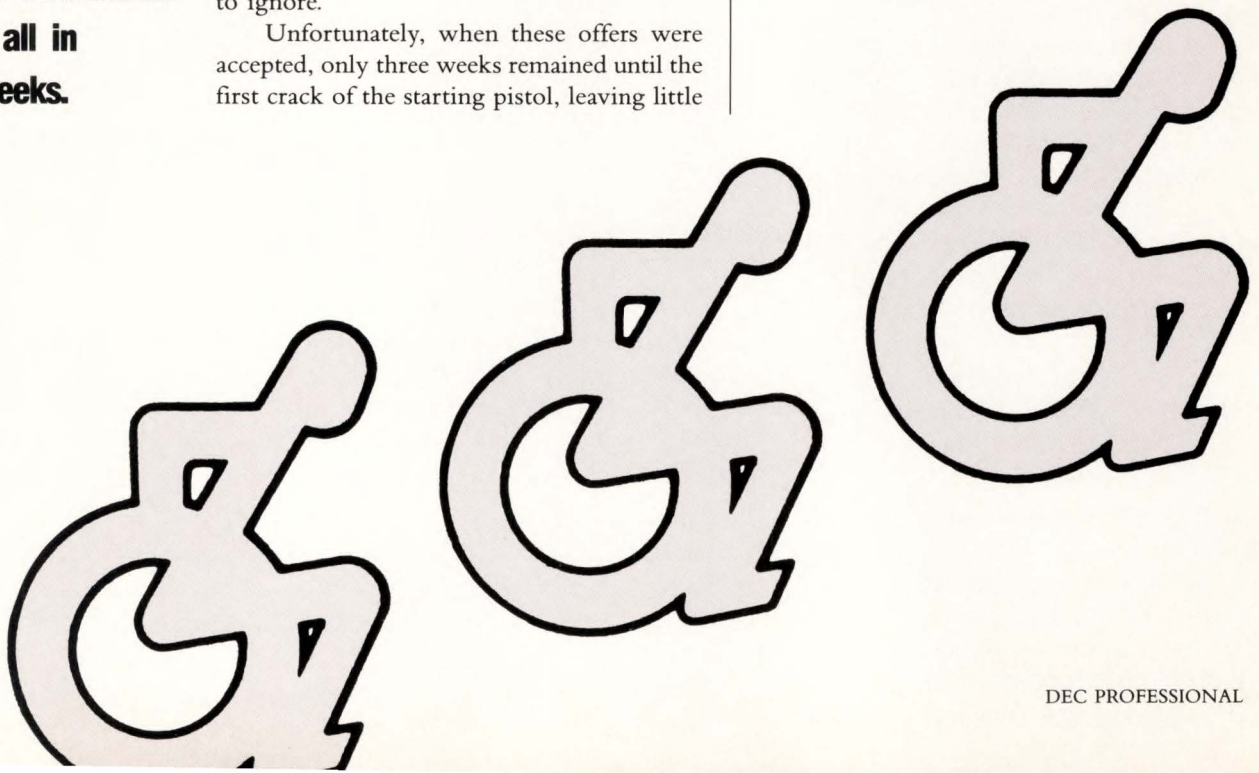 all in
eeks.
to ignore.
Unfortunately, when these offers were
accepted, only three weeks remained until the
first crack of the starting pistol, leaving little
DEC PROFESSIONAL